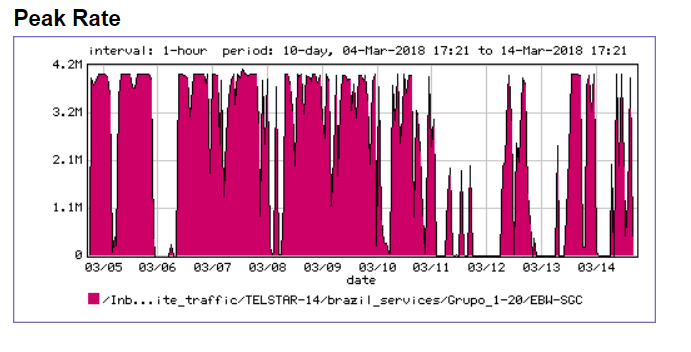 Peak Rate
interval: 1-hour period: 10-day, 04-Mar-2018 17:21 to 14-Mar-2018 17:21
4.2M
3.2M
2.1M
1.1M
0
03/05 03/06 03/07 03/08 03/09 03/10 03/11 03/12 03/13 03/14
date
/Inb...ite_traffic/TELSTAR-14/brazil_services/Grupo_1-20/EBW-SGC